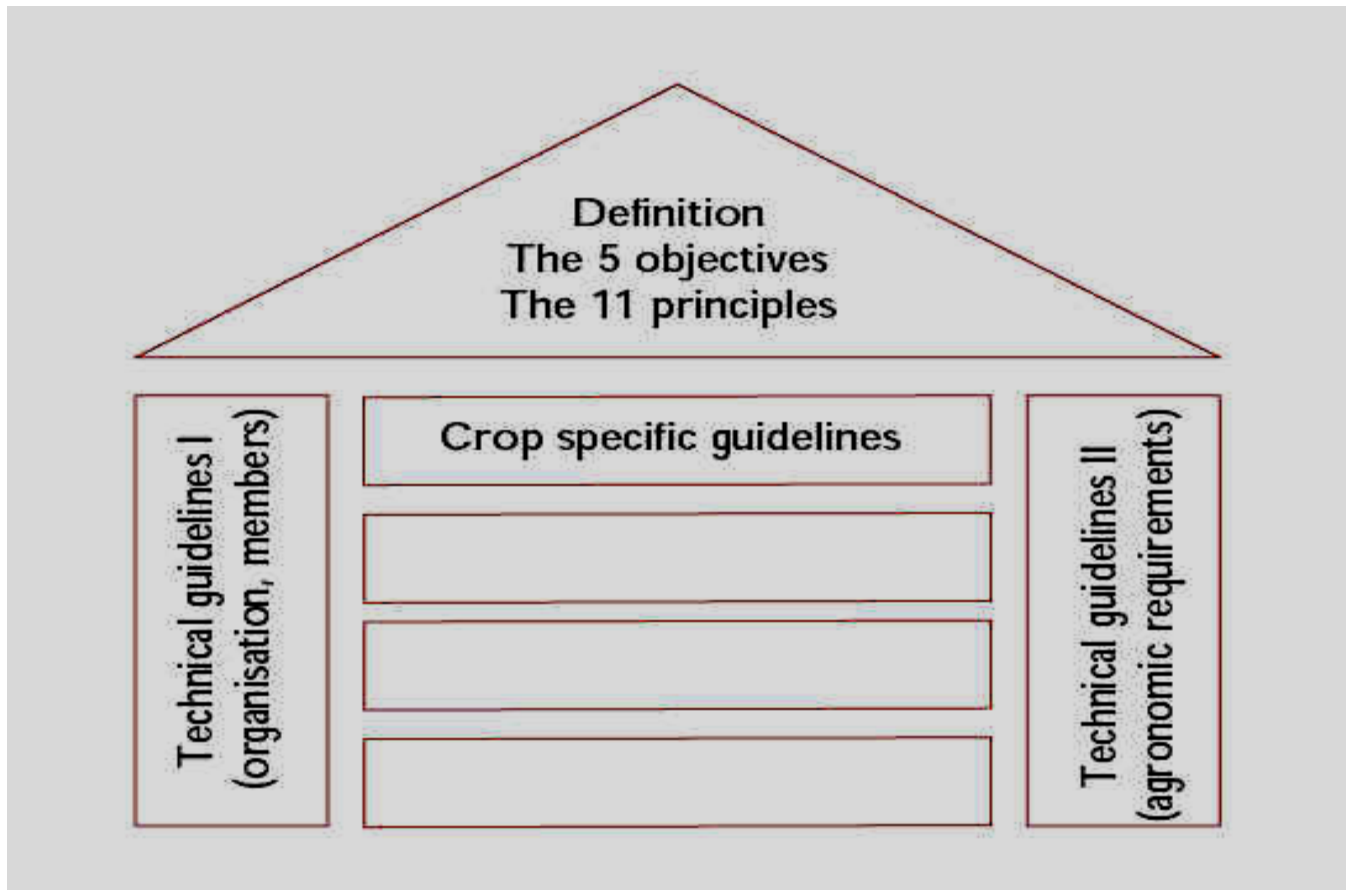 Definition
The 5 objectives
The 11 principles
Technical guidelines I
(organisation, members)
Crop specific guidelines
Technical guidelines II
(agronomic requirements)